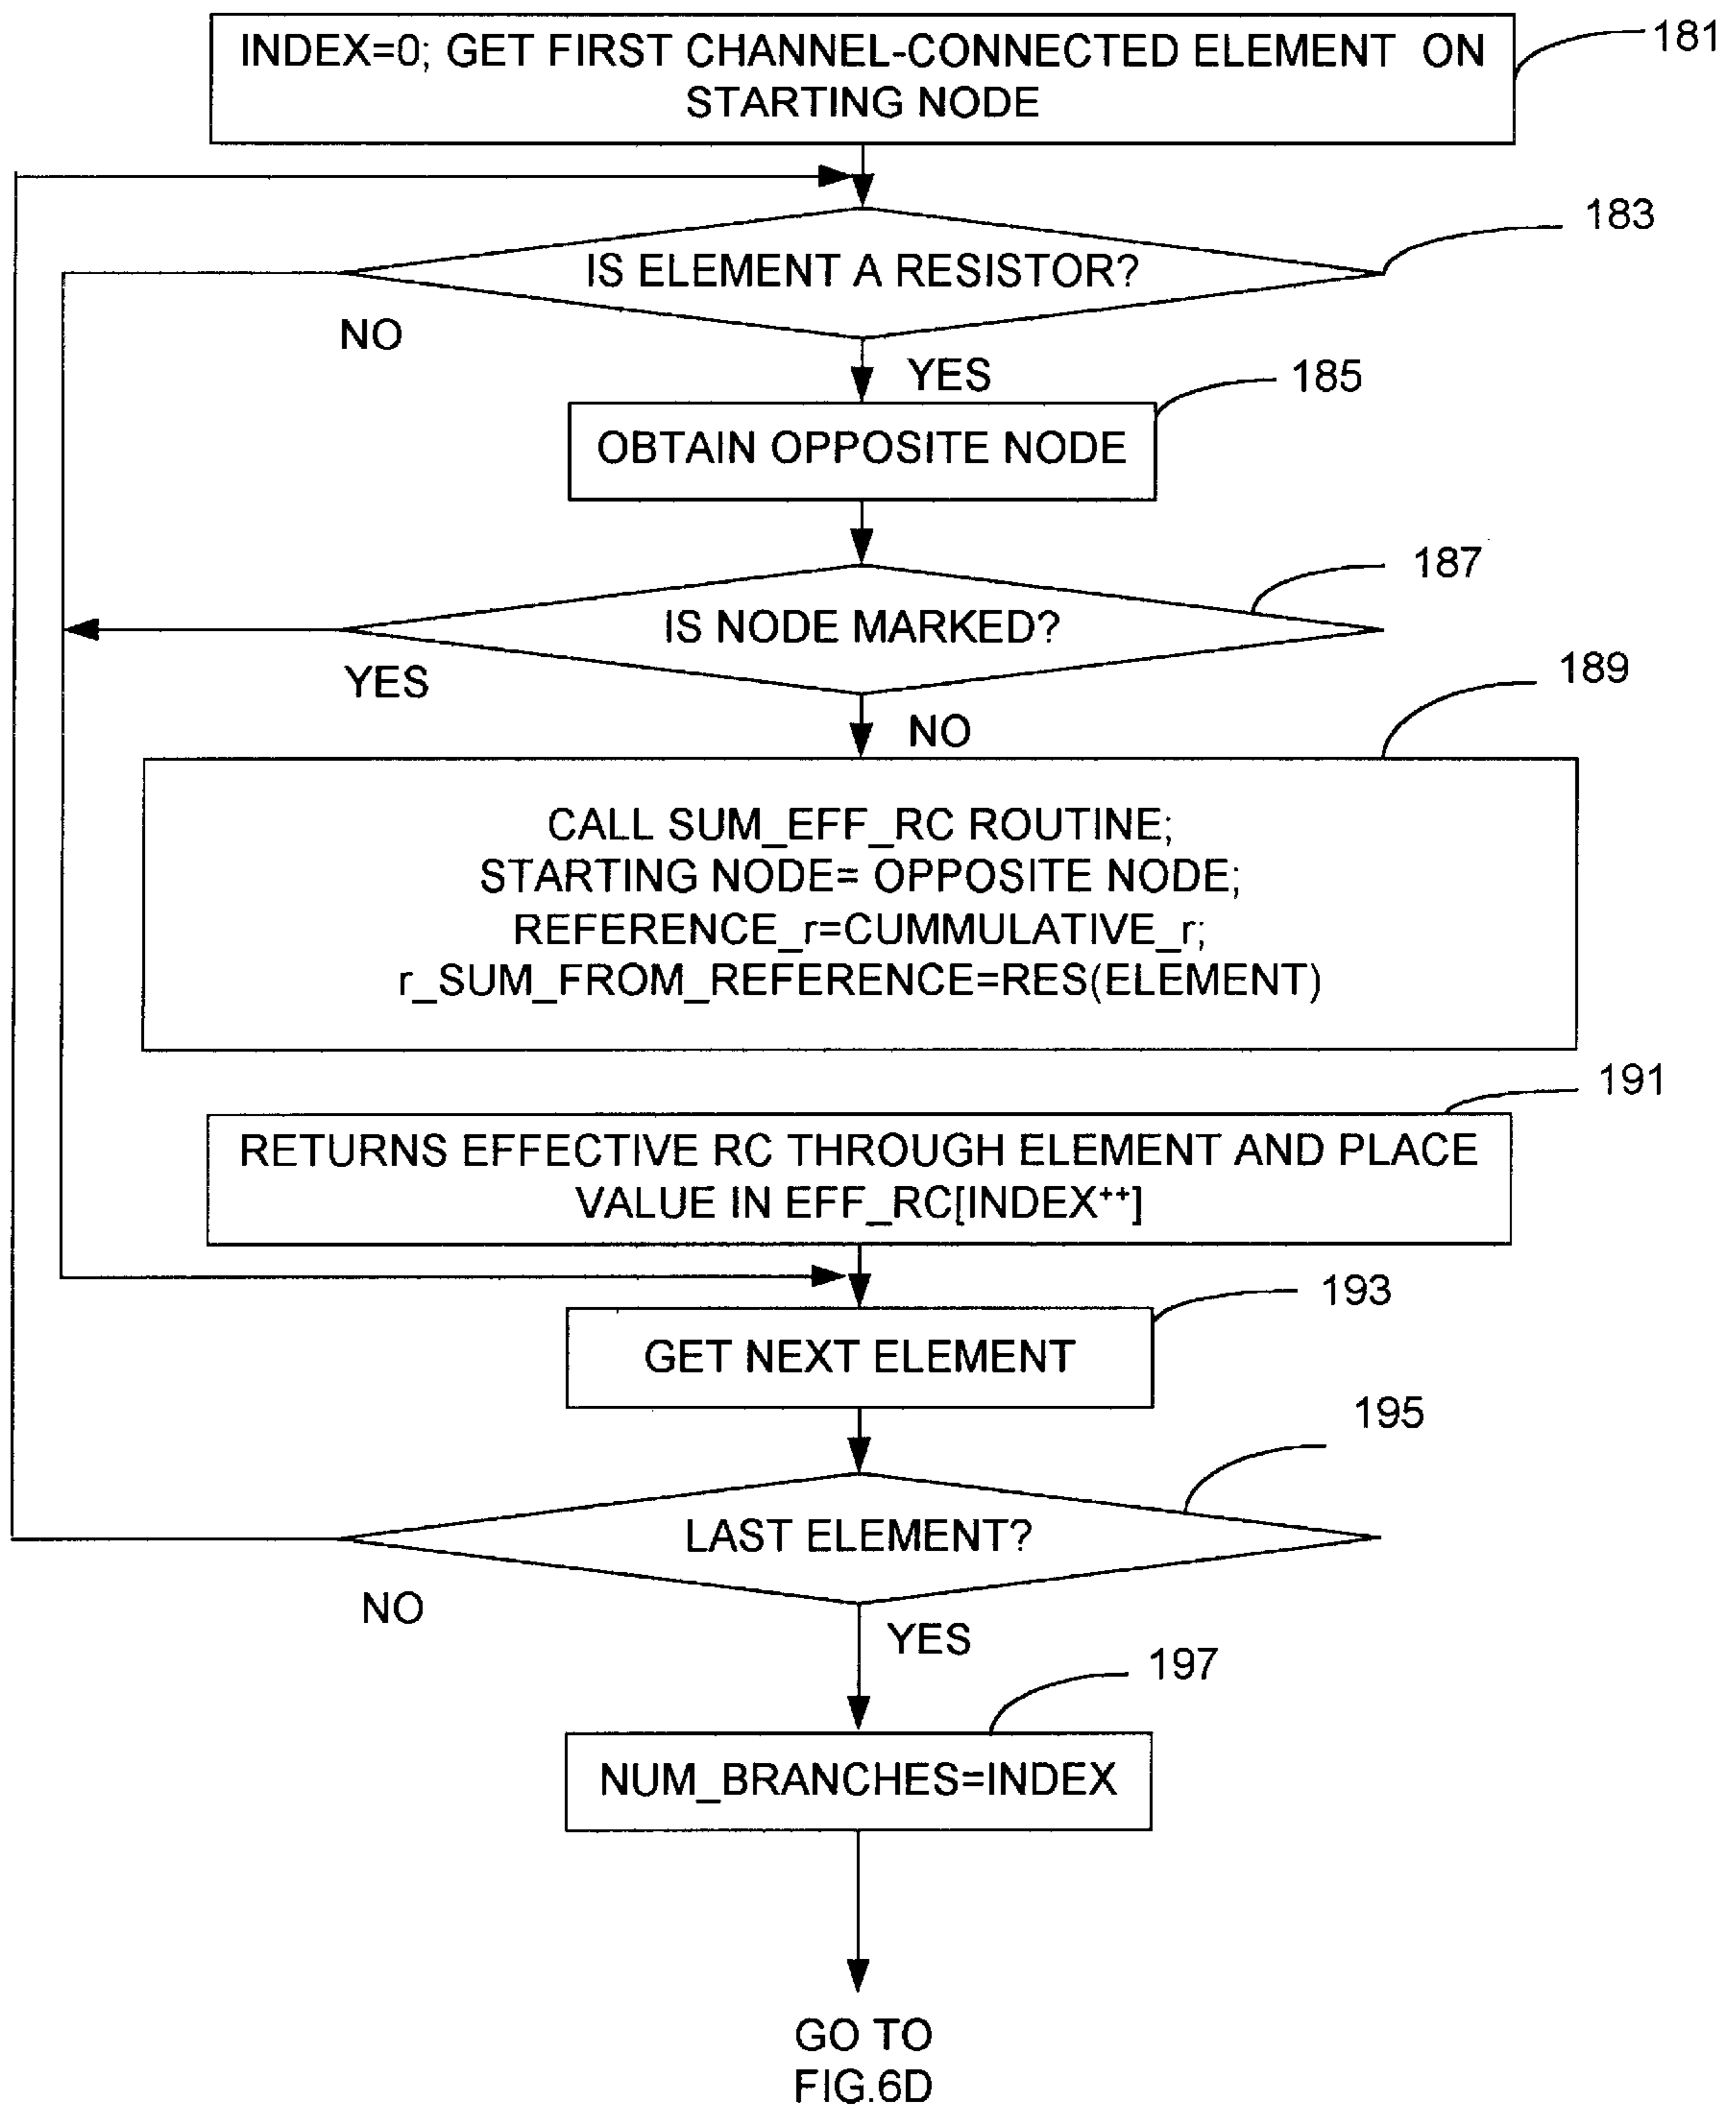 INDEX=0; GET FIRST CHANNEL-CONNECTED ELEMENT ON
STARTING NODE
181
183
IS ELEMENT A RESISTOR?
NO
YES
185
OBTAIN OPPOSITE NODE
187
IS NODE MARKED?
YES
189
NO
CALL SUM_EFF_RC ROUTINE;
STARTING NODE= OPPOSITE NODE;
REFERENCE_r=CUMMULATIVE_r;
r_SUM_FROM_REFERENCE=RES(ELEMENT)
191
RETURNS EFFECTIVE RC THROUGH ELEMENT AND PLACE
VALUE IN EFF_RC[INDEX++]
193
GET NEXT ELEMENT
195
LAST ELEMENT?
NO
YES
197
NUM_BRANCHES=INDEX
GO TO
FIG.6D